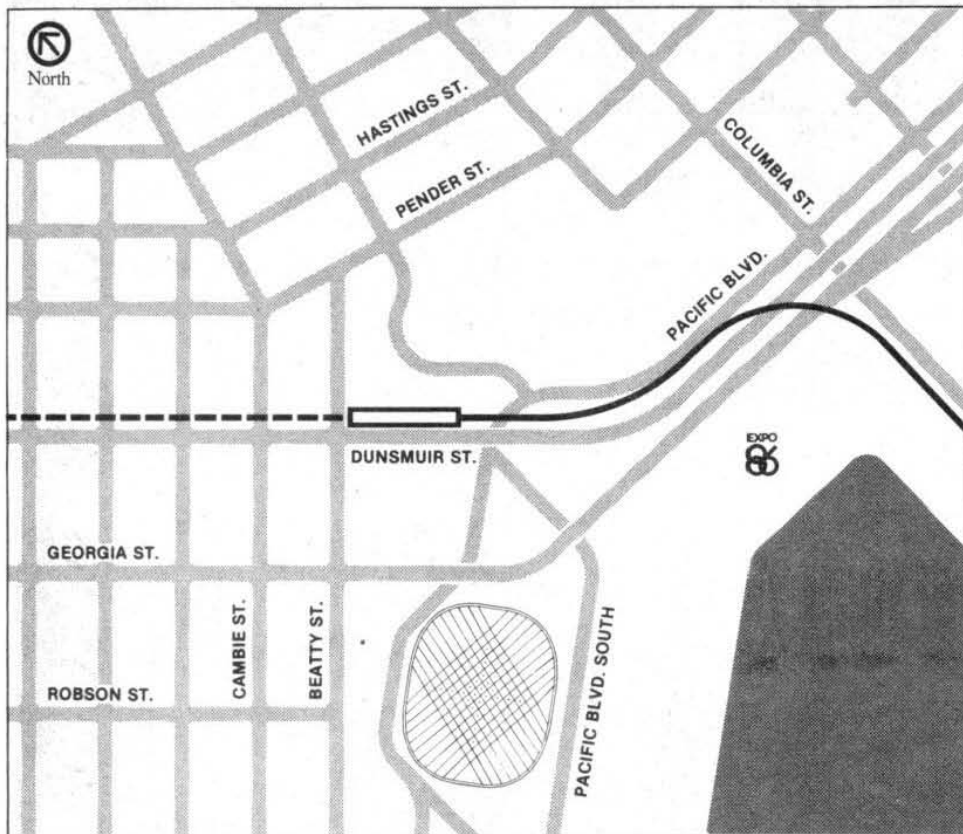 North
HASTINGS ST.
PENDER ST.
COLUMBIA ST.
PACIFIC BLVD.
DUNSMUIR ST.
EXPO
86
GEORGIA ST.
CAMBIE ST.
BEATTY ST.
PACIFIC BLVD. SOUTH
ROBSON ST.